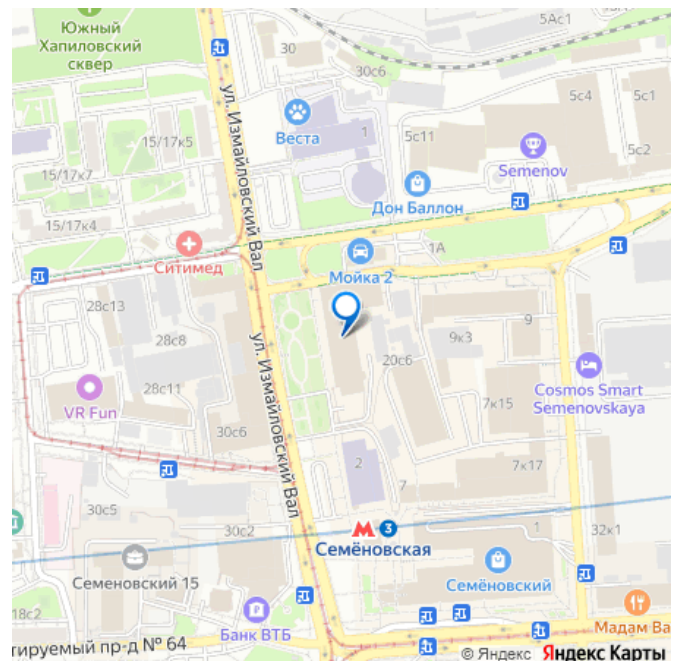 Южный
Хапиловский
сквер
30
5Ас1
30с6
5с4
5с1
ул. Измайловский Вал
15/17к5
Веста
1
5с11
5с2
Semenov
15/17к7
Дон Баллон
15/17к4
Ситимед
1А
Мойка 2
28с13
ул. Измайловский Вал
28с8
9к3
9
20с6
28с11
Cosmos Smart
Semenovskaya
VR Fun
7к15
30с6
2
7к17
7
30с5
30с2
3
1
32к1
Семёновская
Семеновский 15
Семёновский
18с2
Банк ВТБ
Мадам Ва
тируемый пр-д № 64
© Яндекс Яндекс Карты